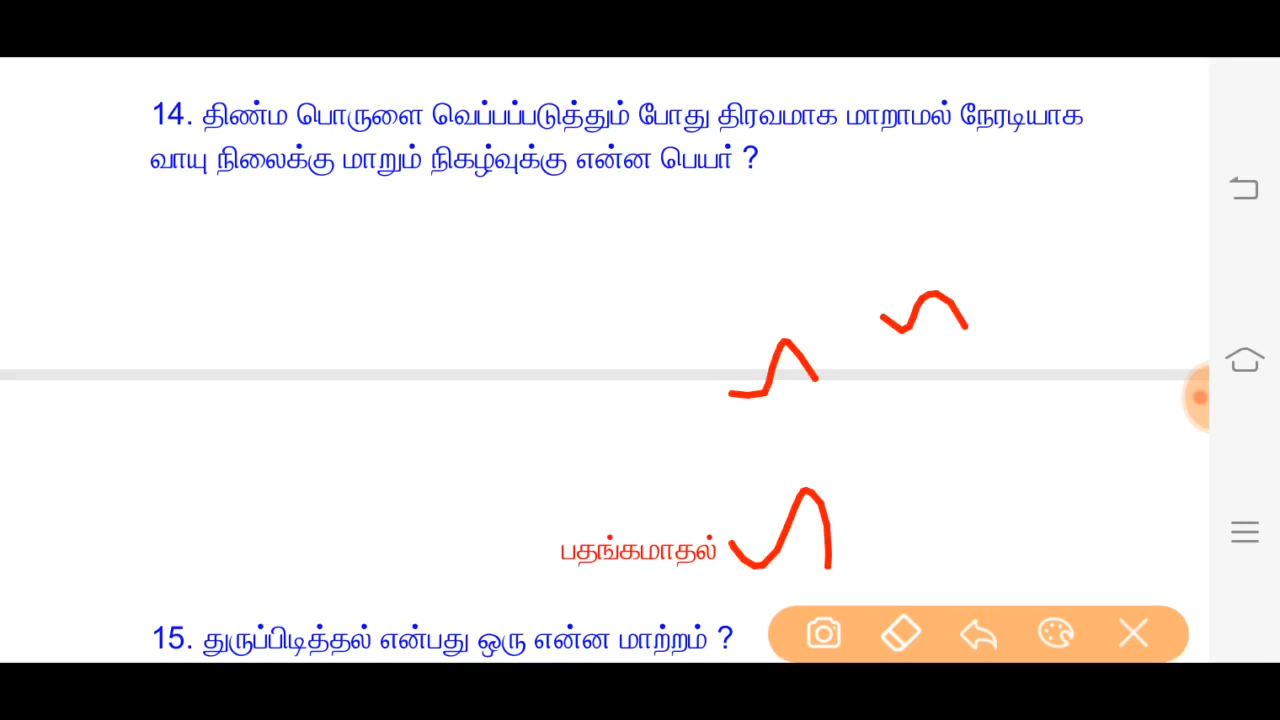 14. திண்ம பொருளை வெப்பப்படுத்தும் போது திரவமாக மாறாமல் நேரடியாக
வாயு நிலைக்கு மாறும் நிகழ்வுக்கு என்ன பெயர் ?
பதங்கமாதல்
15. துருப்பிடித்தல் என்பது ஒரு என்ன மாற்றம் ?